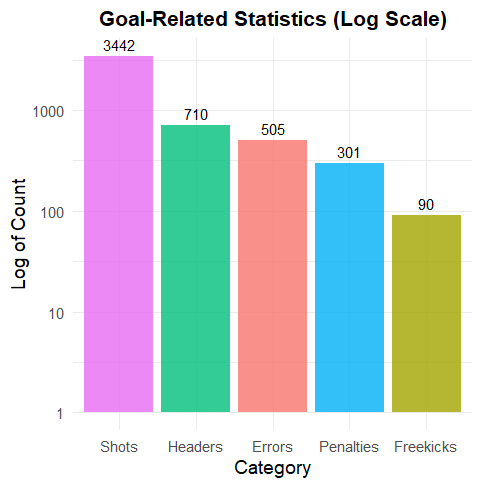 Goal-Related Statistics (Log Scale)
3442
710
505
301
90
1000
100
10
1
Log of Count
Shots Headers Errors Penalties Freekicks
Category